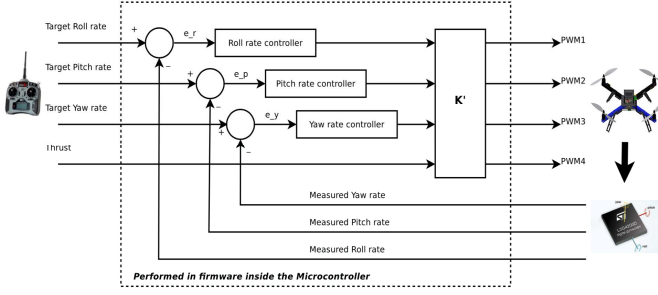 Target Roll rate
+
e_r
Roll rate controller
PWM1
−
Target Pitch rate
+
e_p
Pitch rate controller
PWM2
−
K'
Target Yaw rate
+
e_y
Yaw rate controller
PWM3
−
Thrust
PWM4
Measured Yaw rate
Measured Pitch rate
Measured Roll rate
Performed in firmware inside the Microcontroller